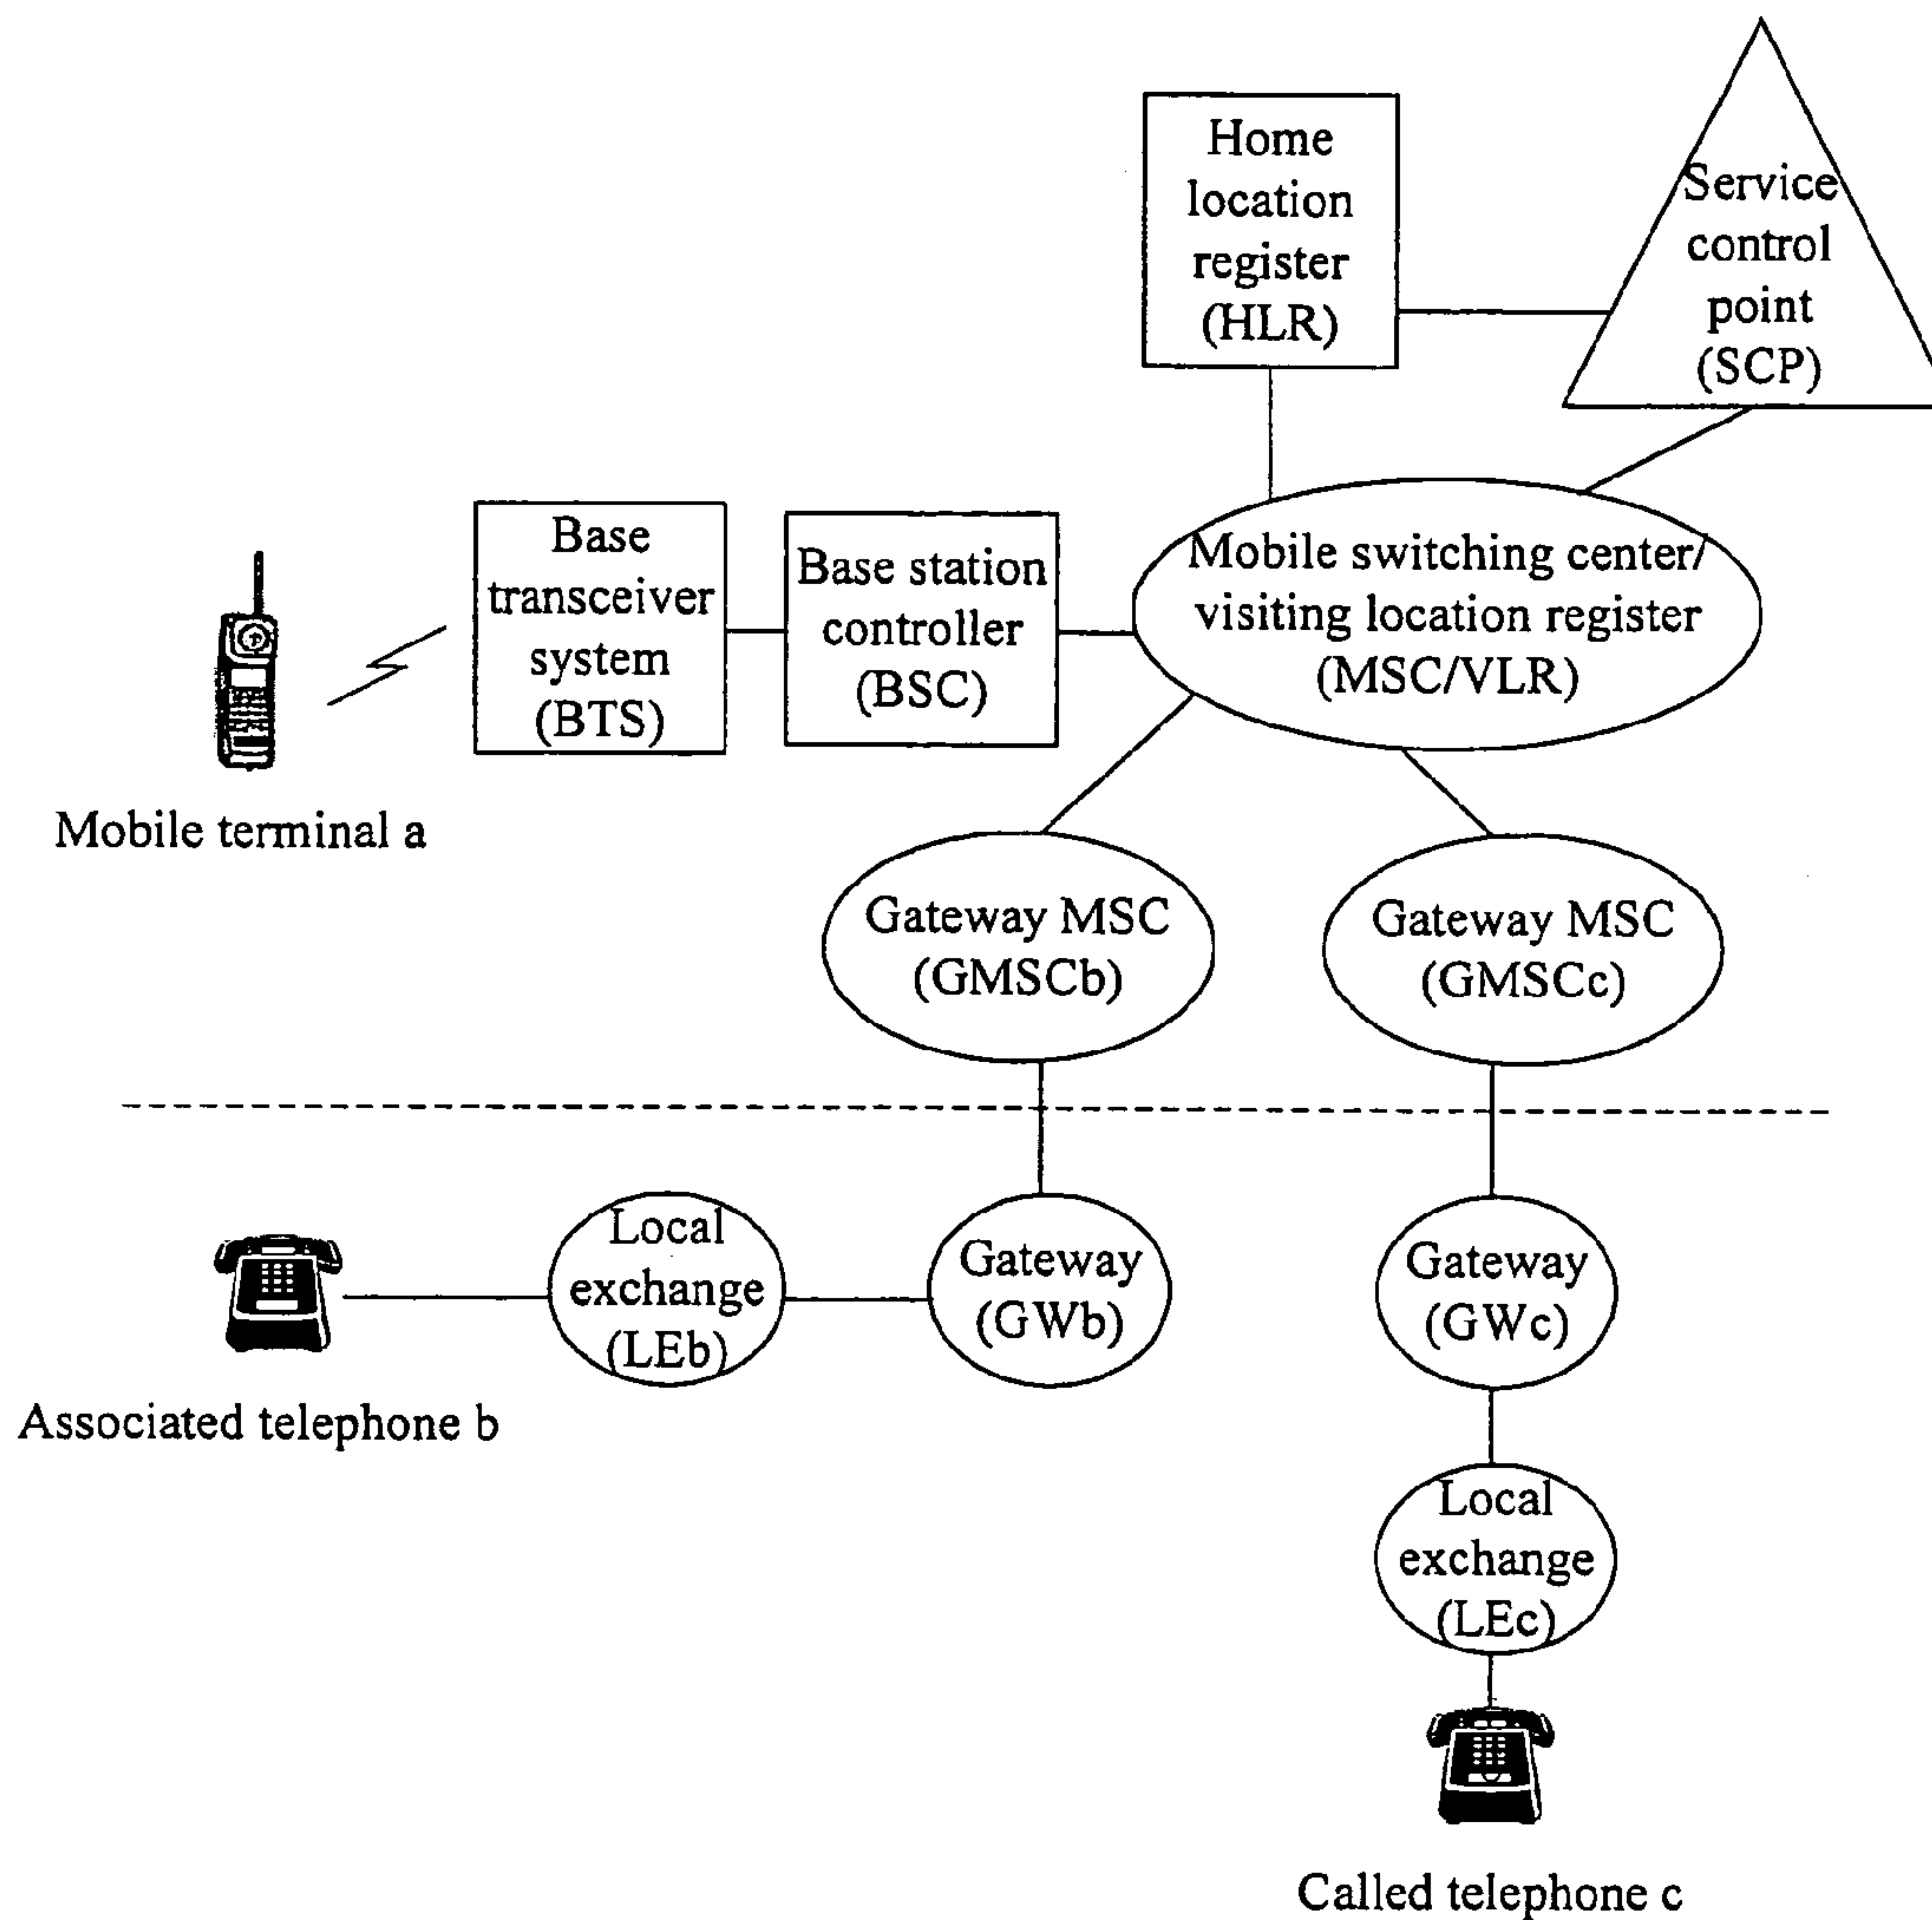 Home
location
register
(HLR)
Service
control
point
(SCP)
Base
transceiver
system
(BTS)
Base station
controller
(BSC)
Mobile switching center/
visiting location register
(MSC/VLR)
Mobile terminal a
Gateway MSC
(GMSCb)
Gateway MSC
(GMSCc)
Local
exchange
(LEb)
Gateway
(GWb)
Gateway
(GWc)
Associated telephone b
Local
exchange
(LEc)
Called telephone c